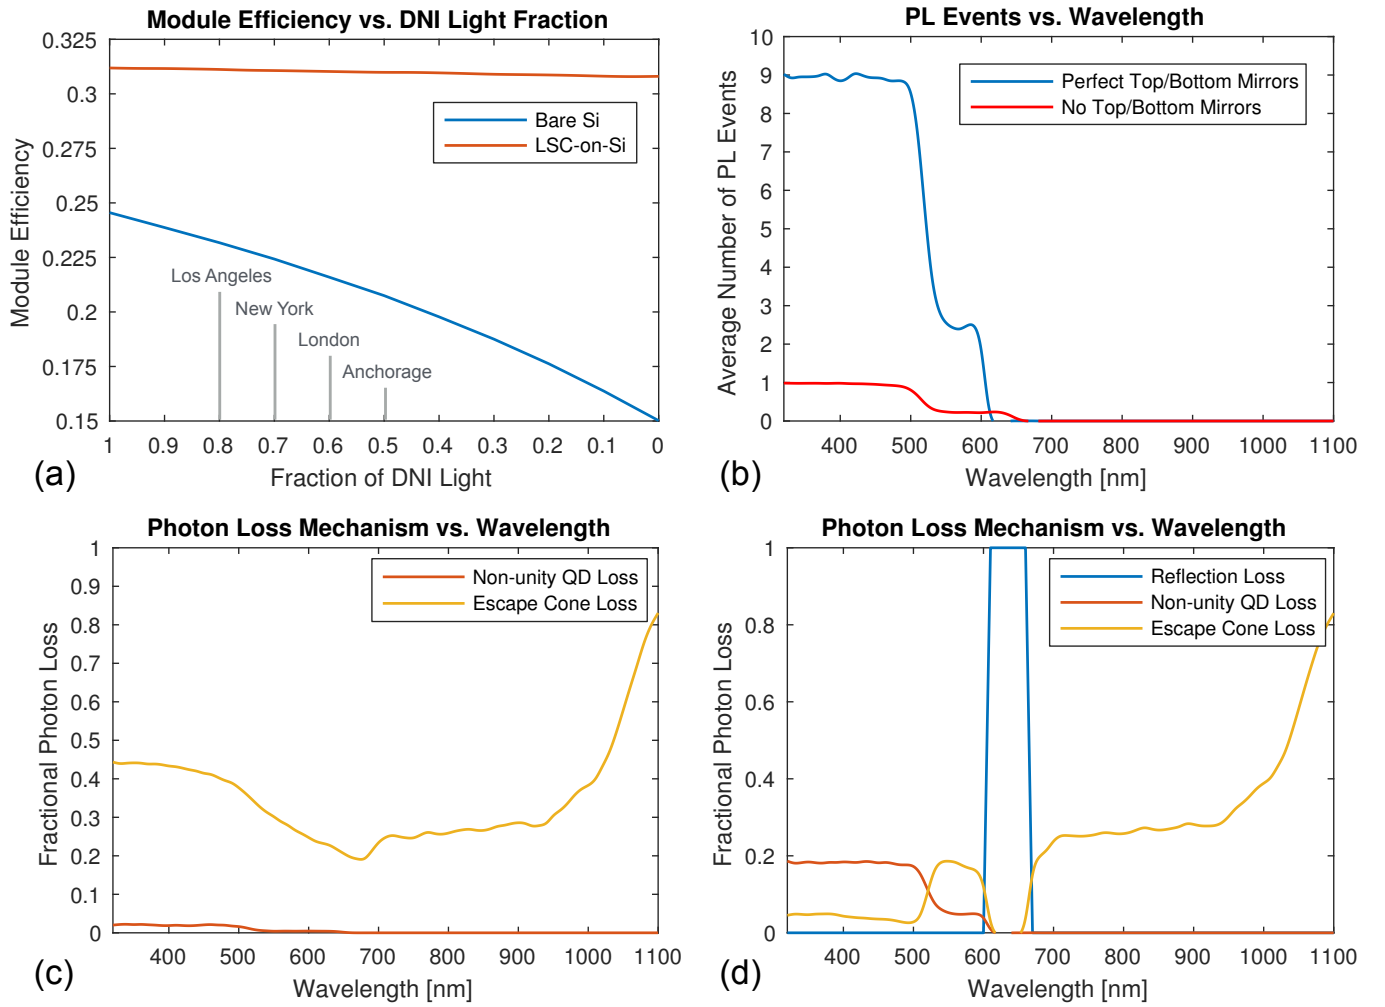 Module Efficiency vs. DNI Light Fraction
0.325
0.3
0.275
0.25
0.225
0.2
0.175
0.15
Module Efficiency
Bare Si
LSC-on-Si
Los Angeles
New York
London
Anchorage
1 0.9 0.8 0.7 0.6 0.5 0.4 0.3 0.2 0.1 0
Fraction of DNI Light
(a)
PL Events vs. Wavelength
10
9
8
7
6
5
4
3
2
1
0
Average Number of PL Events
Perfect Top/Bottom Mirrors
No Top/Bottom Mirrors
400 500 600 700 800 900 1000 1100
Wavelength [nm]
(b)
Photon Loss Mechanism vs. Wavelength
1
0.9
0.8
0.7
0.6
0.5
0.4
0.3
0.2
0.1
0
Fractional Photon Loss
Non-unity QD Loss
Escape Cone Loss
400 500 600 700 800 900 1000 1100
Wavelength [nm]
(c)
Photon Loss Mechanism vs. Wavelength
1
0.8
0.6
0.4
0.2
0
Fractional Photon Loss
Reflection Loss
Non-unity QD Loss
Escape Cone Loss
400 500 600 700 800 900 1000 1100
Wavelength [nm]
(d)